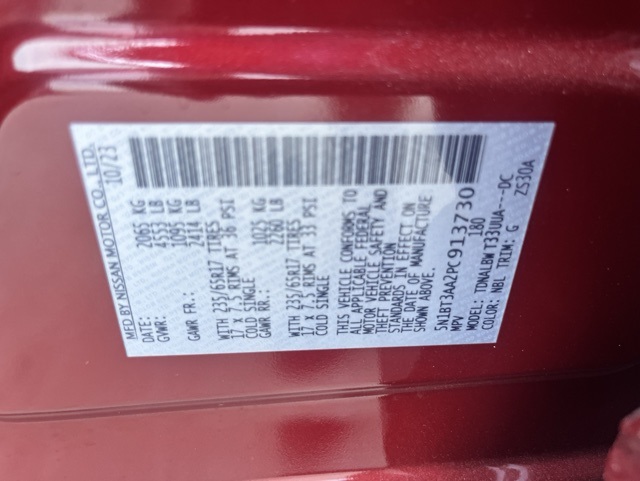 MFD BY NISSAN MOTOR CO., LTD.
DATE: 10/23
GVWR: 2065 KG
4553 LB
GAWR FR: 1095 KG
2414 LB
WITH 235/65R17 TIRES
17 X 7.5 RIMS AT 36 PSI
COLD SINGLE
GAWR RR: 1025 KG
2260 LB
WITH 235/65R17 TIRES
17 X 7.5 RIMS AT 33 PSI
COLD SINGLE
THIS VEHICLE CONFORMS TO
ALL APPLICABLE FEDERAL
MOTOR VEHICLE SAFETY AND
THEFT PREVENTION
STANDARDS IN EFFECT ON
THE DATE OF MANUFACTURE
SHOWN ABOVE.
5N1BT3AA2PC913730
MPV 180
MODEL: TDNALBWT33UUA---DC
COLOR: NBL TRIM: G ZS30A